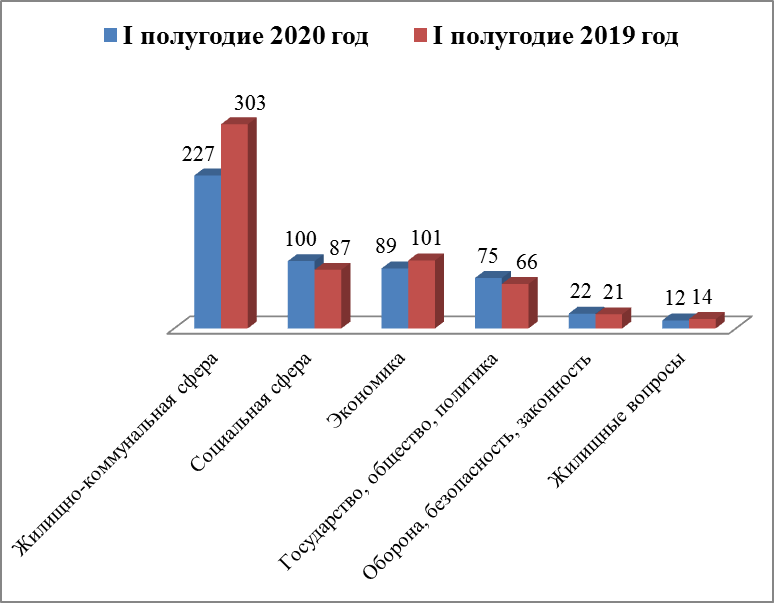 I полугодие 2020 год I полугодие 2019 год
227 303
100 87
89 101
75 66
22 21
12 14
Жилищно-коммунальная сфера
Социальная сфера
Экономика
Государство, общество, политика
Оборона, безопасность, законность
Жилищные вопросы